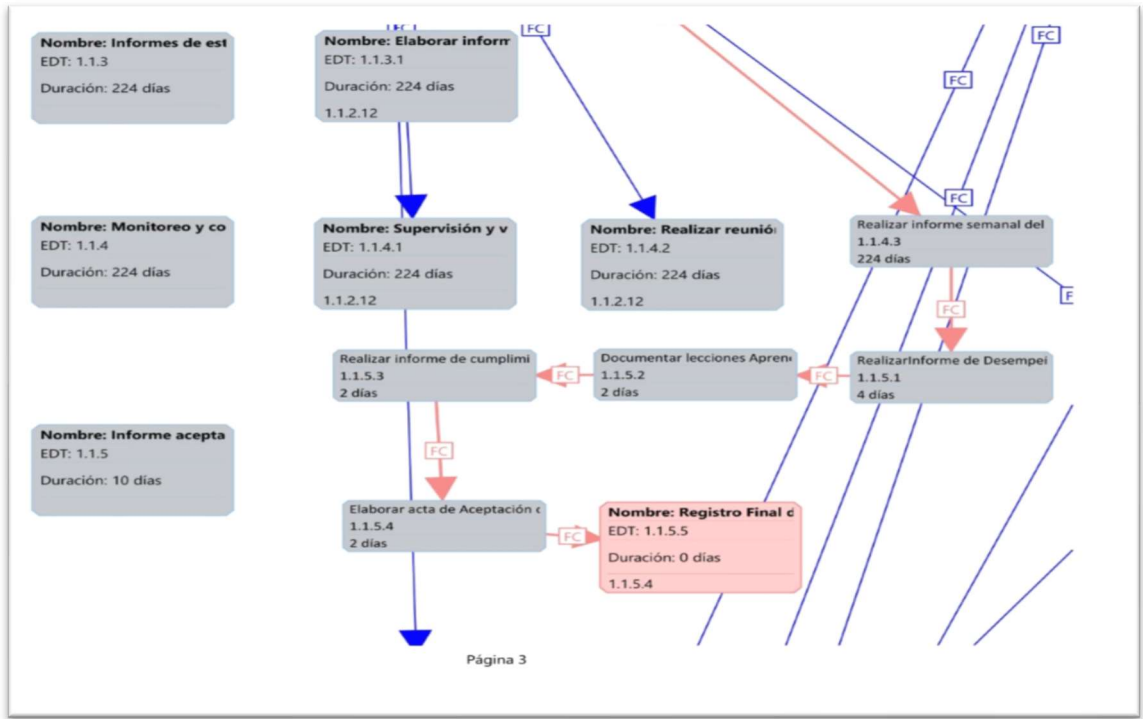 FC
FC
FC
Nombre: Informes de est
EDT: 1.1.3
Duración: 224 días
Nombre: Elaborar inform
EDT: 1.1.3.1
Duración: 224 días
1.1.2.12
FC
FC
Nombre: Monitoreo y co
EDT: 1.1.4
Duración: 224 días
Nombre: Supervisión y v
EDT: 1.1.4.1
Duración: 224 días
1.1.2.12
Nombre: Realizar reunió
EDT: 1.1.4.2
Duración: 224 días
1.1.2.12
Realizar informe semanal del
1.1.4.3
224 días
F
FC
Realizar informe de cumplimi
1.1.5.3
2 días
FC
Documentar lecciones Apren
1.1.5.2
2 días
FC
RealizarInforme de Desempeí
1.1.5.1
4 días
Nombre: Informe acepta
EDT: 1.1.5
Duración: 10 días
FC
Elaborar acta de Aceptación
1.1.5.4
2 días
FC
Nombre: Registro Final d
EDT: 1.1.5.5
Duración: 0 días
1.1.5.4
Página 3